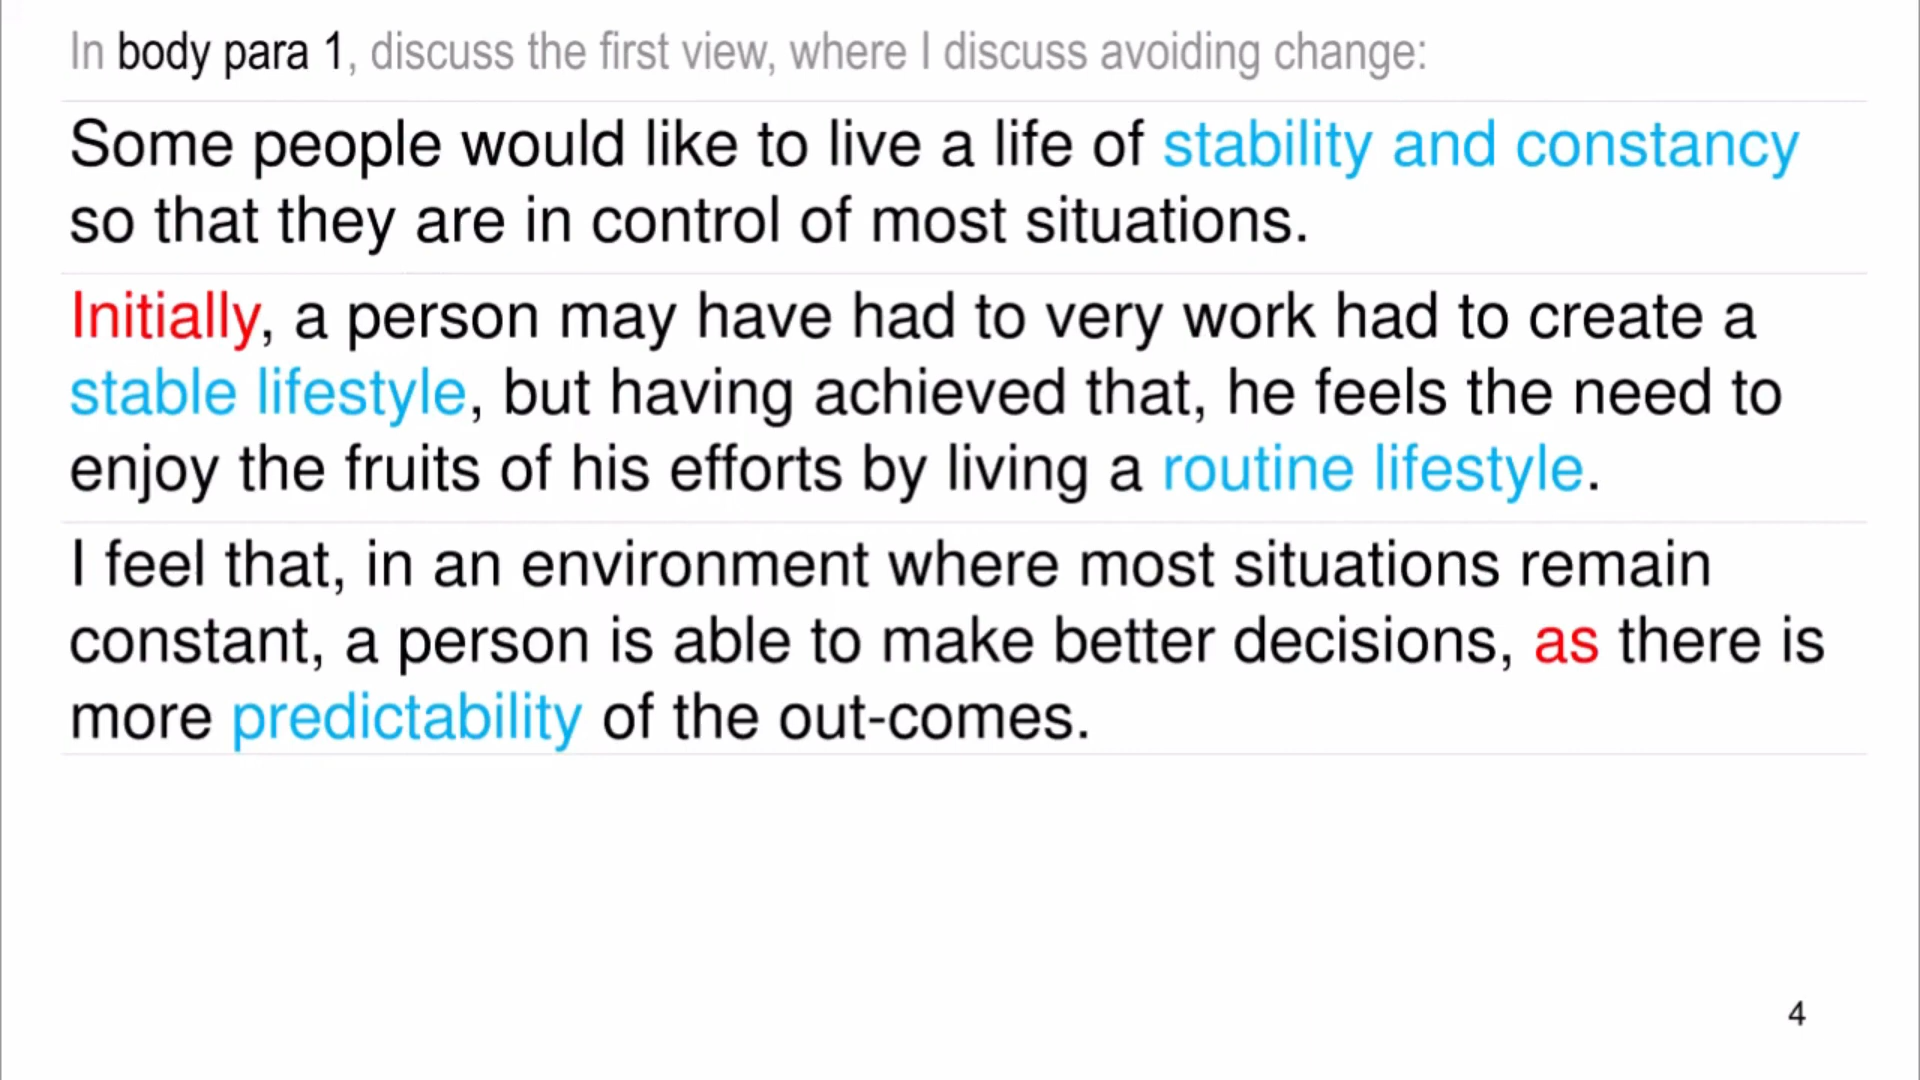 In body para 1, discuss the first view, where I discuss avoiding change:
Some people would like to live a life of stability and constancy
so that they are in control of most situations.
Initially, a person may have had to very work had to create a
stable lifestyle, but having achieved that, he feels the need to
enjoy the fruits of his efforts by living a routine lifestyle.
I feel that, in an environment where most situations remain
constant, a person is able to make better decisions, as there is
more predictability of the out-comes.
4